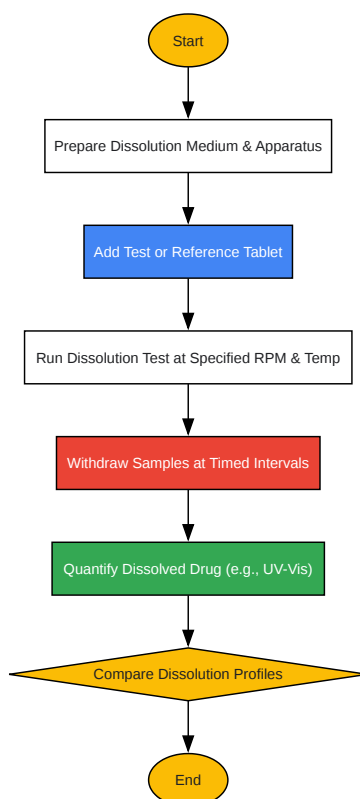 Start
Prepare Dissolution Medium & Apparatus
Add Test or Reference Tablet
Run Dissolution Test at Specified RPM & Temp
Withdraw Samples at Timed Intervals
Quantify Dissolved Drug (e.g., UV-Vis)
Compare Dissolution Profiles
End